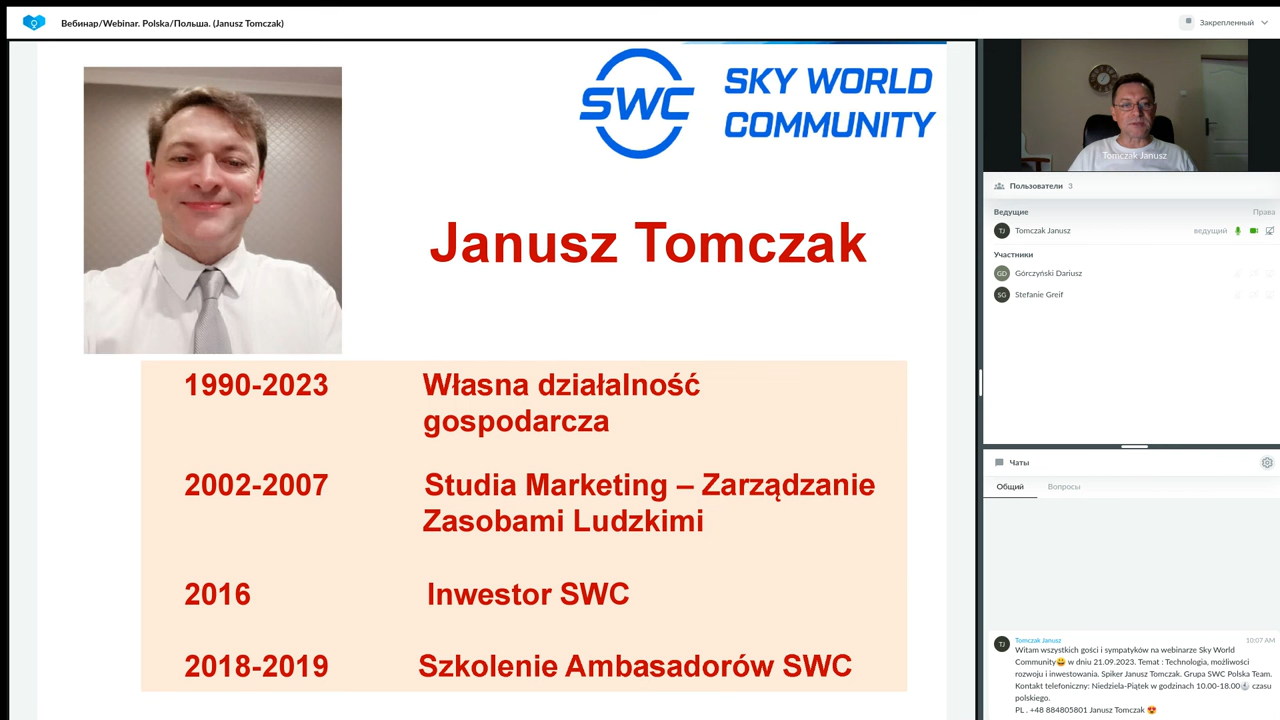 Вебинар/Webinar. Polska/Польша. (Janusz Tomczak)
Закрепленный
SWC
SKY WORLD
COMMUNITY
Janusz Tomczak
1990-2023 Własna działalność
gospodarcza
2002-2007 Studia Marketing – Zarządzanie
Zasobami Ludzkimi
2016 Inwestor SWC
2018-2019 Szkolenie Ambasadorów SWC
Tomczak Janusz
Пользователи 3
Ведущие Права
TJ Tomczak Janusz ведущий
Участники
GD Górczyński Dariusz
SG Stefanie Greif
Чаты
Общий Вопросы
TJ Tomczak Janusz 10:07 AM
Witam wszystkich gości i sympatyków na webinarze Sky World
Community😀 w dniu 21.09.2023. Temat : Technologia, możliwości
rozwoju i inwestowania. Spiker Janusz Tomczak. Grupa SWC Polska Team.
Kontakt telefoniczny: Niedziela-Piątek w godzinach 10.00-18.00 czasu
polskiego.
PL . +48 884805801 Janusz Tomczak 😍